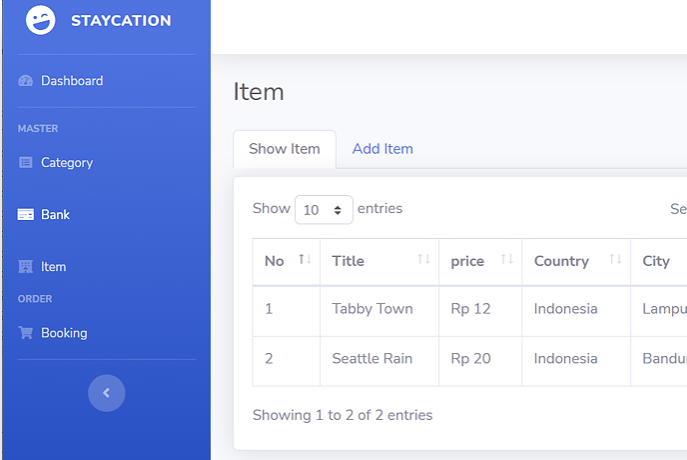 STAYCATION
Dashboard
MASTER
Category
Bank
Item
ORDER
Booking
Item
Show Item Add Item
Show 10 entries
No Title price Country City
1 Tabby Town Rp 12 Indonesia Lampu
2 Seattle Rain Rp 20 Indonesia Bandu
Showing 1 to 2 of 2 entries